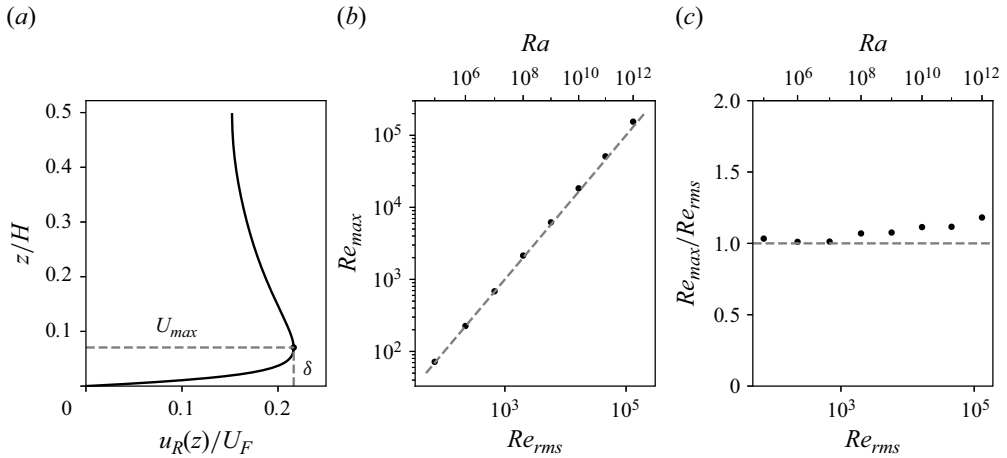 (a)
(b)
(c)
0.5
0.4
z/H
0.3
0.2
0.1
U_max
δ
0
0.1
0.2
u_R(z)/U_F
Ra
10^6
10^8
10^10
10^12
10^5
10^4
Re_max
10^3
10^2
10^3
10^5
Re_rms
Ra
10^6
10^8
10^10
10^12
2.0
1.5
Re_max/Re_rms
1.0
0.5
0
10^3
10^5
Re_rms